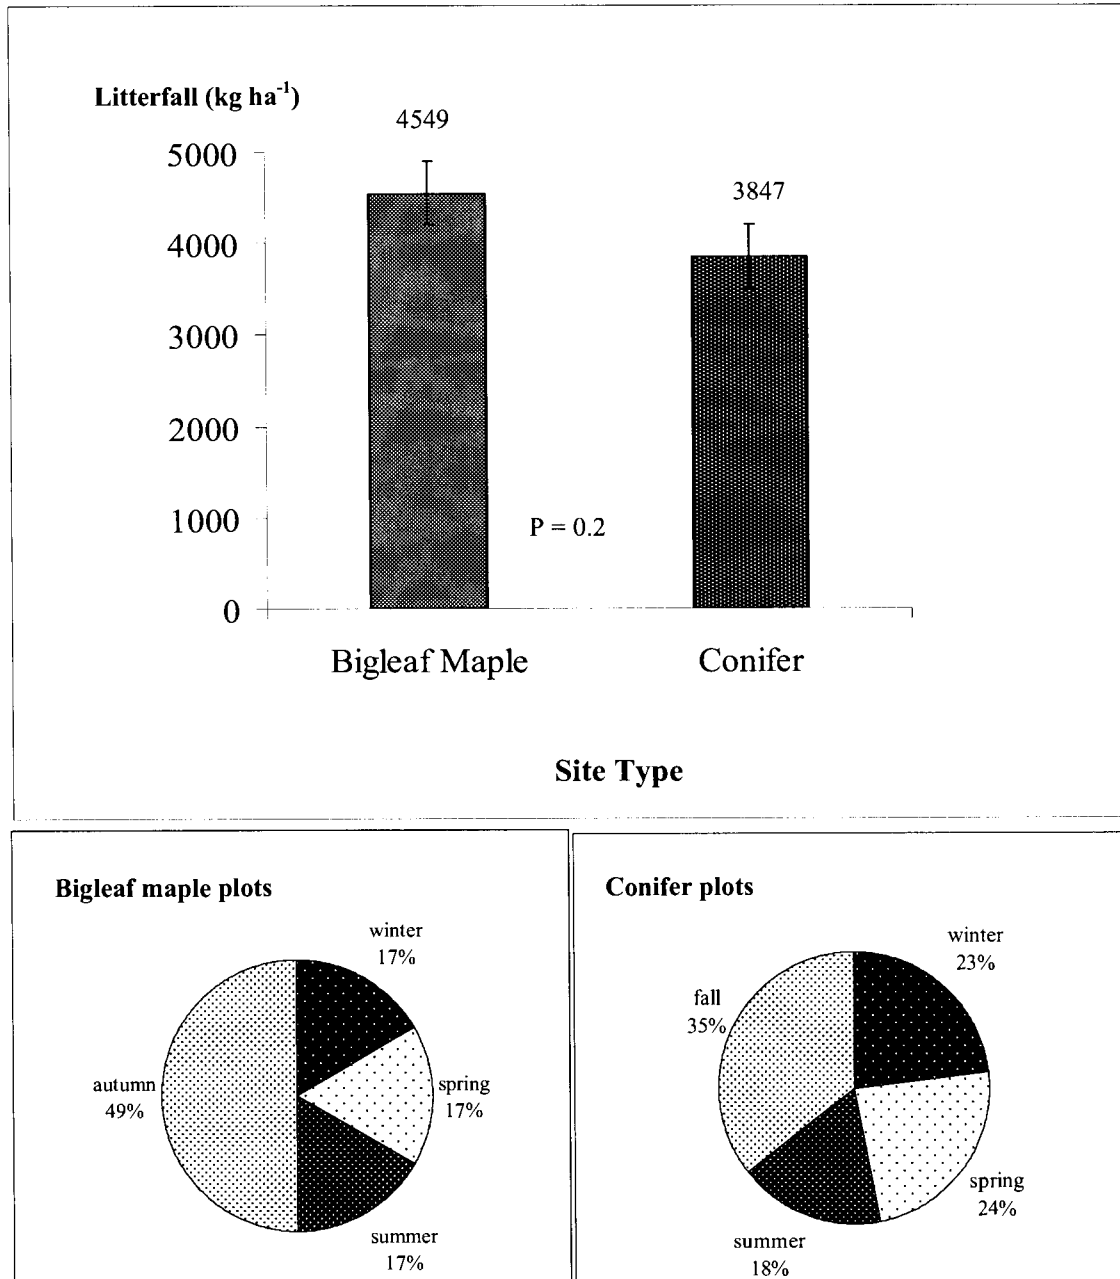 Litterfall (kg ha⁻¹)
4549
3847
5000
4000
3000
2000
1000
0
P = 0.2
Bigleaf Maple
Conifer
Site Type
Bigleaf maple plots
winter
17%
spring
17%
summer
17%
autumn
49%
Conifer plots
winter
23%
spring
24%
summer
18%
fall
35%